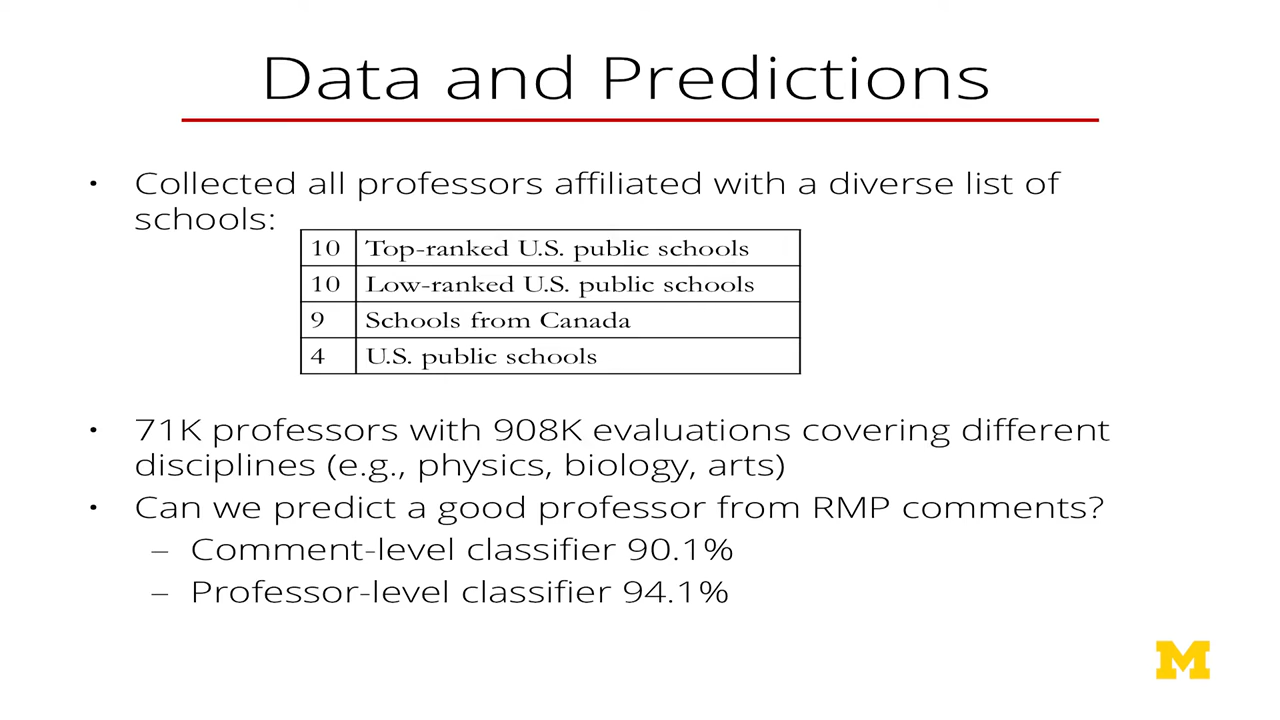 Data and Predictions
• Collected all professors affiliated with a diverse list of
schools:
10 Top-ranked U.S. public schools
10 Low-ranked U.S. public schools
9 Schools from Canada
4 U.S. public schools
• 71K professors with 908K evaluations covering different
disciplines (e.g., physics, biology, arts)
• Can we predict a good professor from RMP comments?
– Comment-level classifier 90.1%
– Professor-level classifier 94.1%
M